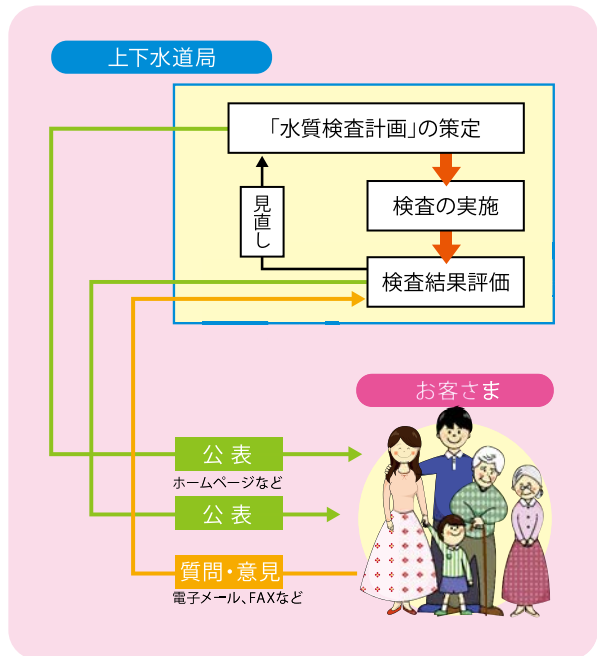 上下水道局
「水質検査計画」の策定
検査の実施
見直し
検査結果評価
お客さま
公表
ホームページなど
公表
質問・意見
電子メール、FAXなど